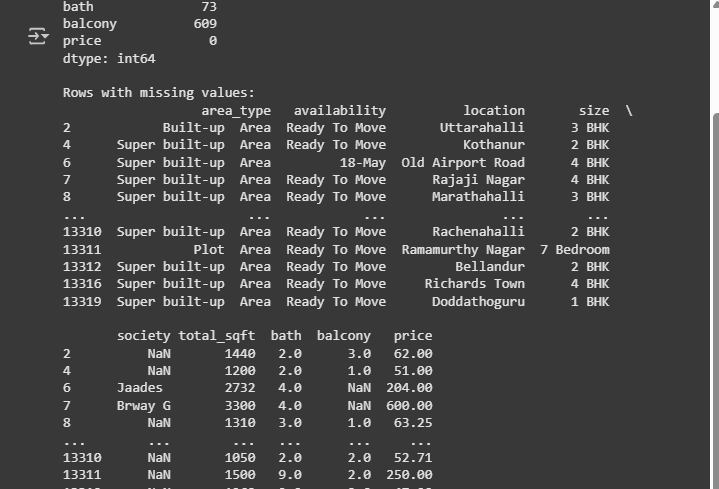 bath 73
balcony 609
price 0
dtype: int64
Rows with missing values:
area_type availability location size \
2 Built-up Area Ready To Move Uttarahalli 3 BHK
4 Super built-up Area Ready To Move Kothanur 2 BHK
6 Super built-up Area 18-May Old Airport Road 4 BHK
7 Super built-up Area Ready To Move Rajaji Nagar 4 BHK
8 Super built-up Area Ready To Move Marathahalli 3 BHK
... ... ... ... ...
13310 Super built-up Area Ready To Move Rachenahalli 2 BHK
13311 Plot Area Ready To Move Ramamurthy Nagar 7 Bedroom
13312 Super built-up Area Ready To Move Bellandur 2 BHK
13316 Super built-up Area Ready To Move Richards Town 4 BHK
13319 Super built-up Area Ready To Move Doddathoguru 1 BHK
society total_sqft bath balcony price
2 NaN 1440 2.0 3.0 62.00
4 NaN 1200 2.0 1.0 51.00
6 Jaades 2732 4.0 NaN 204.00
7 Brway G 3300 4.0 NaN 600.00
8 NaN 1310 3.0 1.0 63.25
... ... ... ... ... ...
13310 NaN 1050 2.0 2.0 52.71
13311 NaN 1500 9.0 2.0 250.00